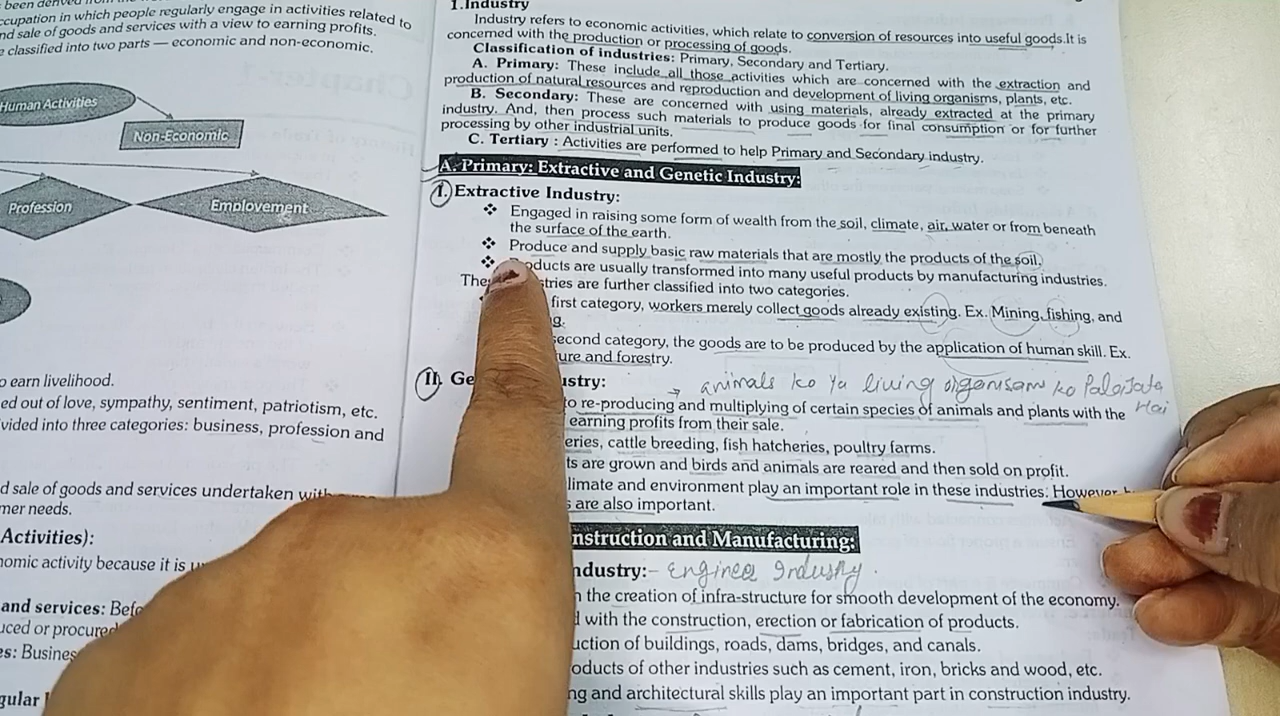 ccupation in which people regularly engage in activities related to
nd sale of goods and services with a view to earning profits.
e classified into two parts — economic and non-economic.
Human Activities
Non-Economic
Profession
Employement
o earn livelihood.
ed out of love, sympathy, sentiment, patriotism, etc.
vided into three categories: business, profession and
d sale of goods and services undertaken with
mer needs.
Activities):
nomic activity because it is
and services:
uced or procured
es: Busines
gular
1.Industry
Industry refers to economic activities, which relate to conversion of resources into useful goods.It is
concerned with the production or processing of goods.
Classification of industries: Primary, Secondary and Tertiary.
A. Primary: These include all those activities which are concerned with the extraction and
production of natural resources and reproduction and development of living organisms, plants, etc.
B. Secondary: These are concerned with using materials, already extracted at the primary
industry. And, then process such materials to produce goods for final consumption or for further
processing by other industrial units.
C. Tertiary : Activities are performed to help Primary and Secondary industry.
A. Primary: Extractive and Genetic Industry:
I. Extractive Industry:
❖ Engaged in raising some form of wealth from the soil, climate, air, water or from beneath
the surface of the earth.
❖ Produce and supply basic raw materials that are mostly the products of the soil.
❖ oducts are usually transformed into many useful products by manufacturing industries.
The stries are further classified into two categories.
first category, workers merely collect goods already existing. Ex. Mining, fishing, and
g.
econd category, the goods are to be produced by the application of human skill. Ex.
ure and forestry.
II. Ge ustry: → animals ko ya living organism ko Pala Jata Hai
to re-producing and multiplying of certain species of animals and plants with the
earning profits from their sale.
eries, cattle breeding, fish hatcheries, poultry farms.
ts are grown and birds and animals are reared and then sold on profit.
limate and environment play an important role in these industries. However
s are also important.
nstruction and Manufacturing:
ndustry:- Engineer Industry.
n the creation of infra-structure for smooth development of the economy.
d with the construction, erection or fabrication of products.
uction of buildings, roads, dams, bridges, and canals.
oducts of other industries such as cement, iron, bricks and wood, etc.
ng and architectural skills play an important part in construction industry.